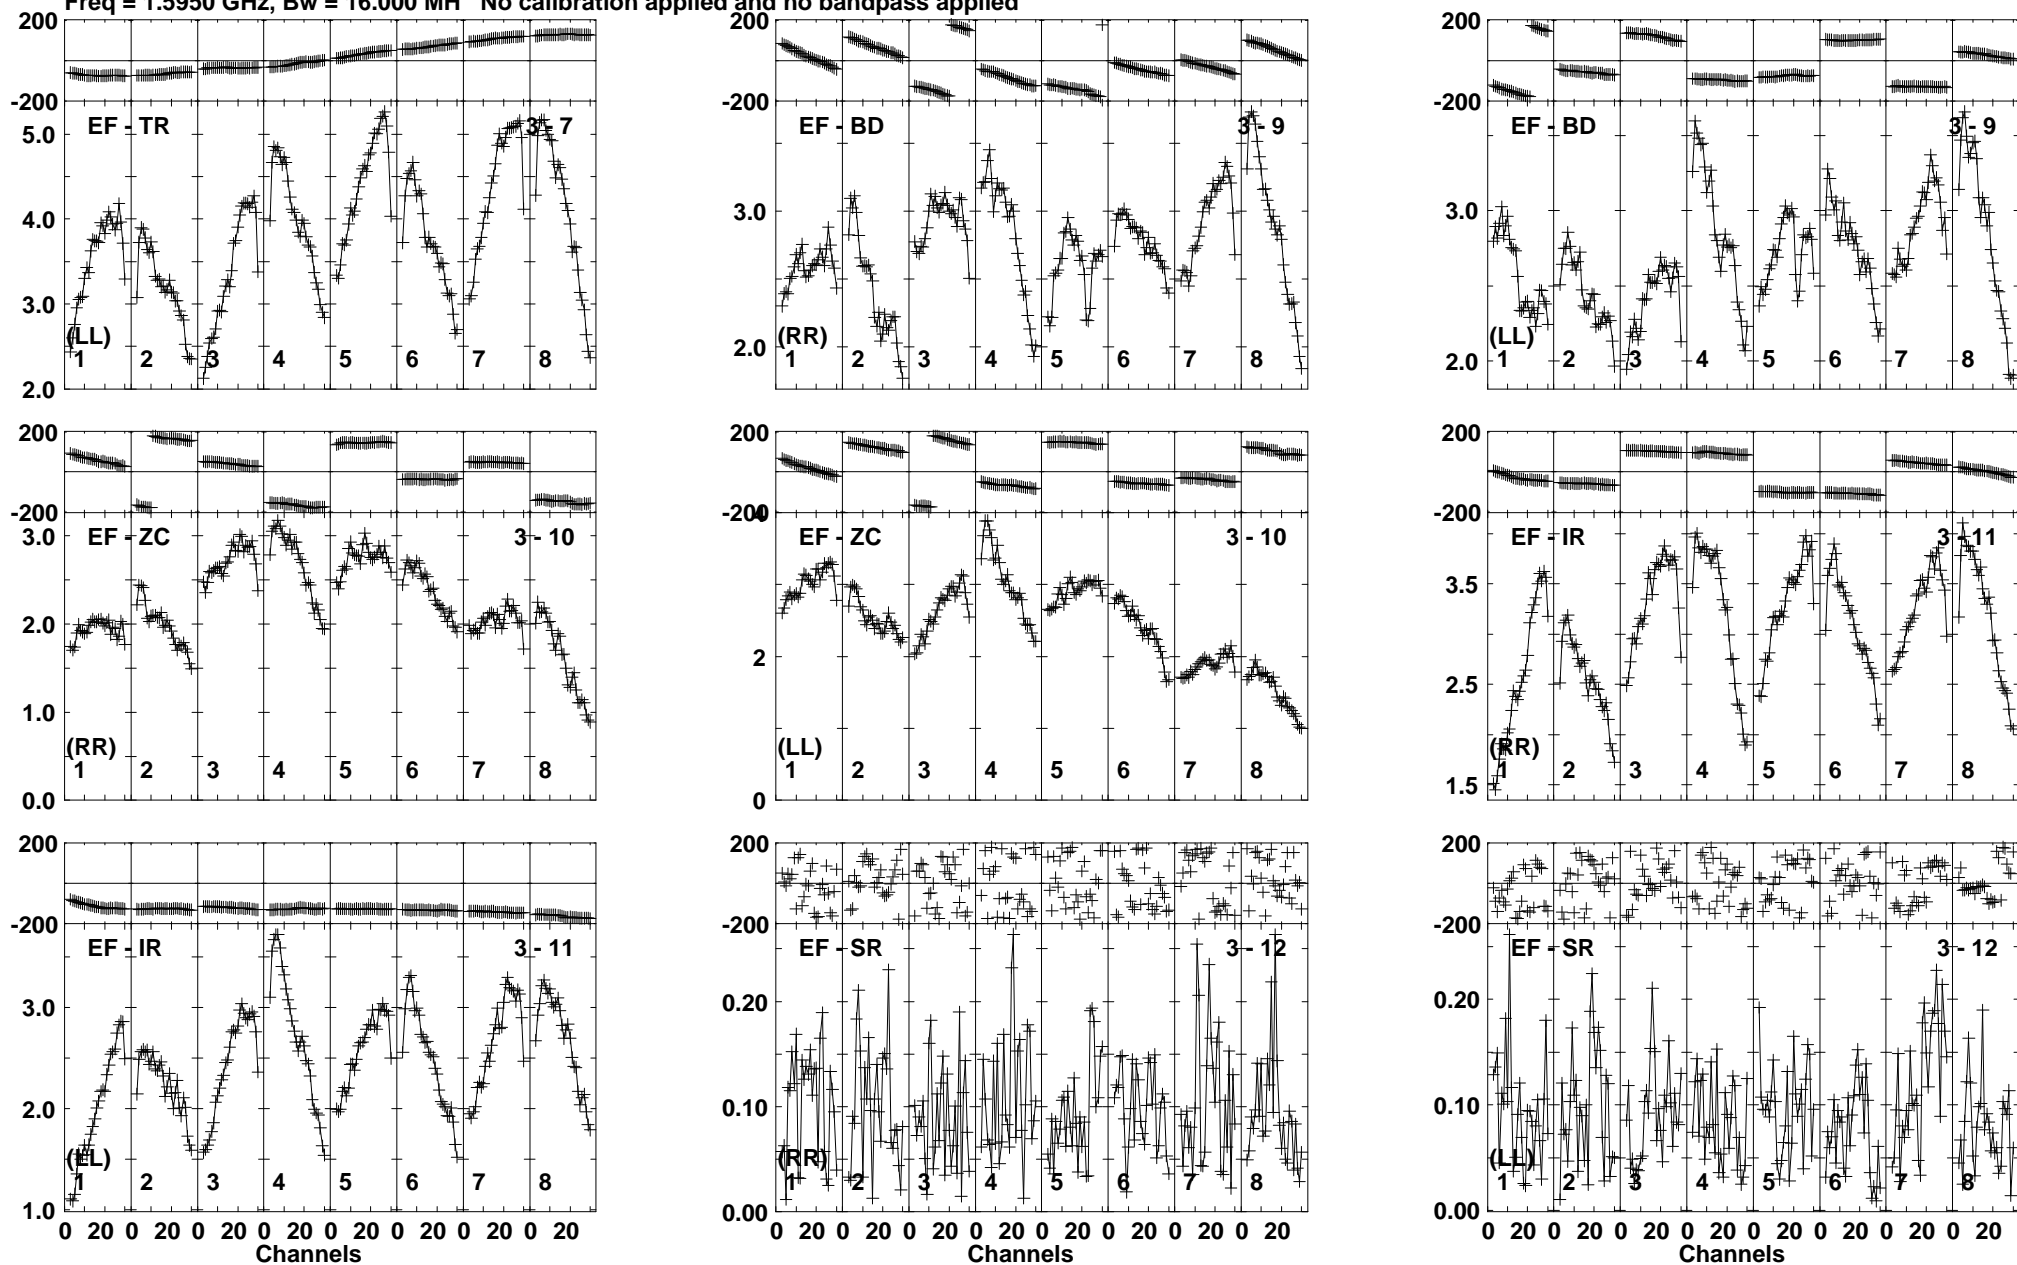 Freq = 1.5950 GHz, Bw = 16.000 MH No calibration applied and no bandpass applied
200 200 200
-200 -200 -200
EF - TR 3 - 7 EF - BD 3 - 9 EF - BD 3 - 9
5.0
4.0 3.0 3.0
3.0
(LL) (RR) 2.0 (LL) 2.0
1 2 3 4 5 6 7 8 1 2 3 4 5 6 7 8 1 2 3 4 5 6 7 8
2.0
200 200 200
-200 -200 -200
4
EF - ZC 3 - 10 EF - ZC 3 - 10 EF - IR 3 - 11
3.0 3.5
2.0 2 2.5
1.0
(RR) (LL) (RR)
1 2 3 4 5 6 7 8 1 2 3 4 5 6 7 8 1 2 3 4 5 6 7 8
1.5
0.0 0
200 200 200
-200 -200 -200
EF - IR 3 - 11 EF - SR 3 - 12 EF - SR 3 - 12
3.0 0.20 0.20
2.0 0.10 0.10
(LL) (RR) (LL)
1 2 3 4 5 6 7 8 1 2 3 4 5 6 7 8 1 2 3 4 5 6 7 8
1.0 0.00 0.00
0 20 0 20 0 20 0 20 0 20 0 20 0 20 0 20 0 20 0 20 0 20 0 20 0 20 0 20 0 20 0 20 0 20 0 20 0 20 0 20 0 20 0 20 0 20 0 20
Channels Channels Channels